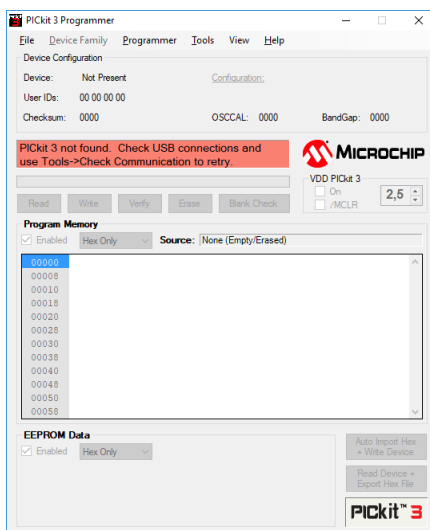 PICkit 3 Programmer
File Device Family Programmer Tools View Help
Device Configuration
Device: Not Present Configuration:
User IDs: 00 00 00 00
Checksum: 0000 OSCCAL: 0000 BandGap: 0000
PICkit 3 not found. Check USB connections and
use Tools->Check Communication to retry.
MICROCHIP
VDD PICkit 3
On
/MCLR
2,5
Read Write Verify Erase Blank Check
Program Memory
Enabled Hex Only Source: None (Empty/Erased)
00000
00008
00010
00018
00020
00028
00030
00038
00040
00048
00050
00058
EEPROM Data
Enabled Hex Only
Auto Import Hex
+ Write Device
Read Device +
Export Hex File
PICkit™ 3